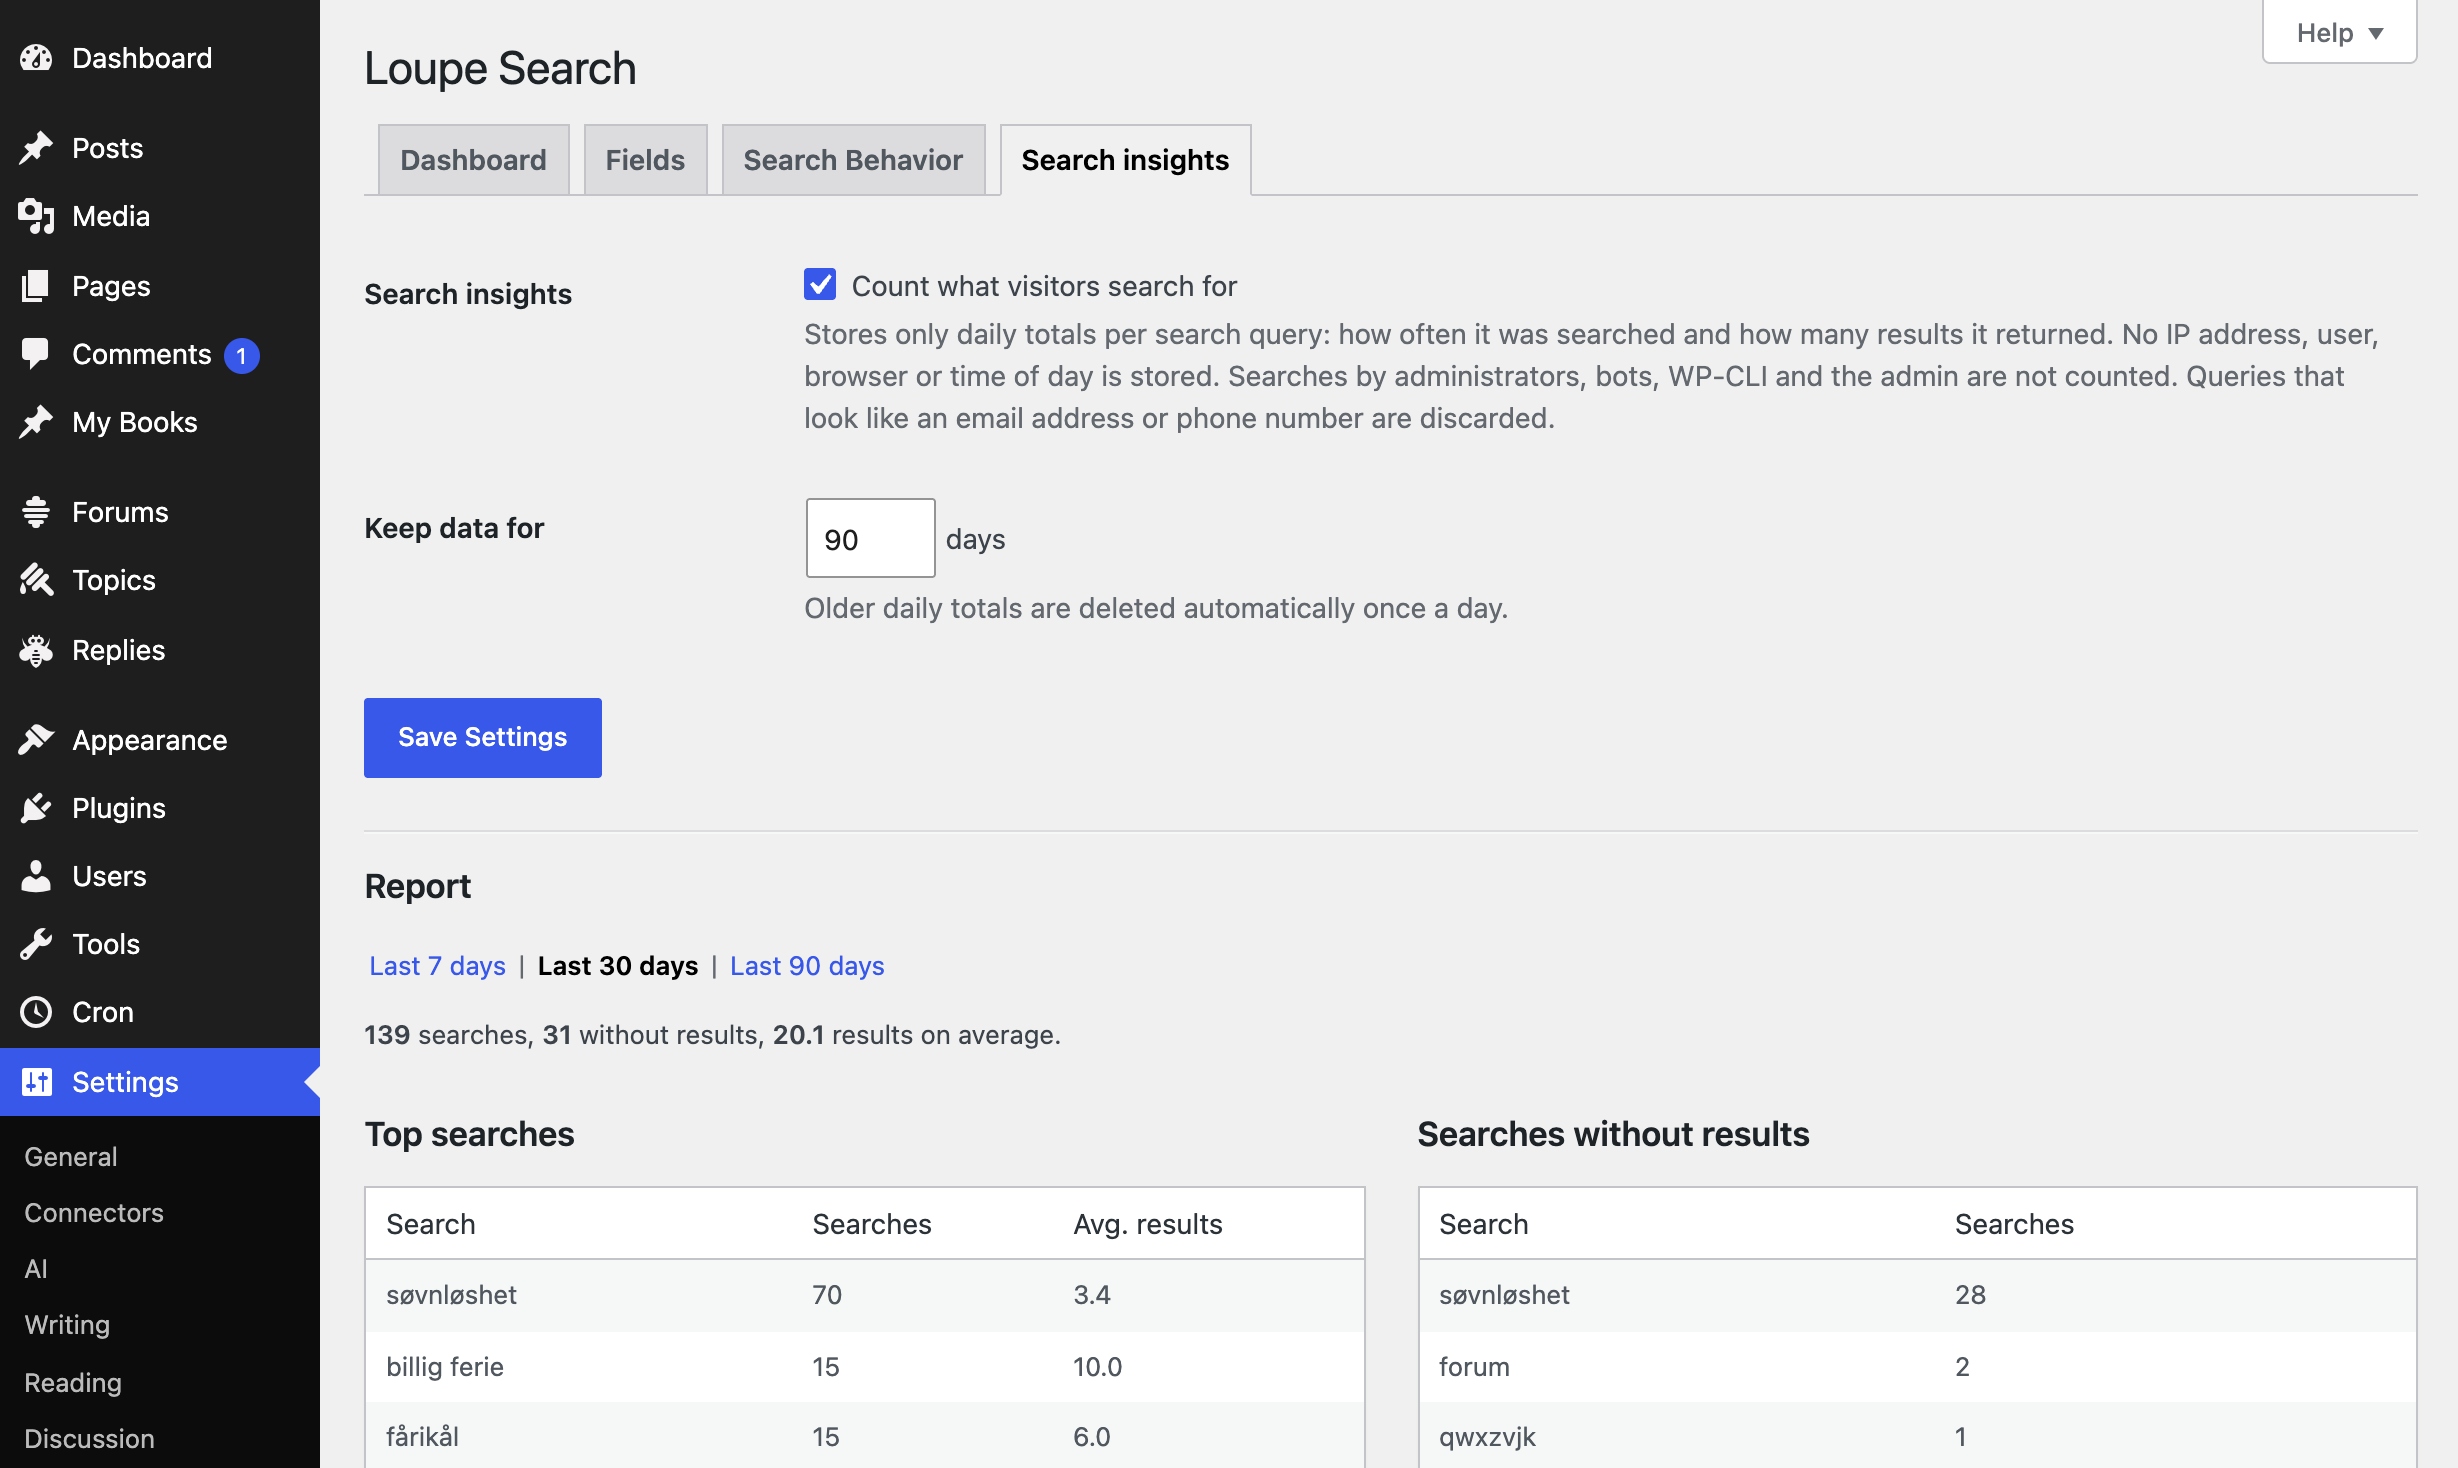 Dashboard
Posts
Media
Pages
Comments 1
My Books
Forums
Topics
Replies
Appearance
Plugins
Users
Tools
Cron
Settings
General
Connectors
AI
Writing
Reading
Discussion
Help
Loupe Search
Dashboard
Fields
Search Behavior
Search insights
Search insights
Count what visitors search for
Stores only daily totals per search query: how often it was searched and how many results it returned. No IP address, user,
browser or time of day is stored. Searches by administrators, bots, WP-CLI and the admin are not counted. Queries that
look like an email address or phone number are discarded.
Keep data for
90 days
Older daily totals are deleted automatically once a day.
Save Settings
Report
Last 7 days | Last 30 days | Last 90 days
139 searches, 31 without results, 20.1 results on average.
Top searches
Search Searches Avg. results
søvnløshet 70 3.4
billig ferie 15 10.0
fårikål 15 6.0
Searches without results
Search Searches
søvnløshet 28
forum 2
qwxzvjk 1